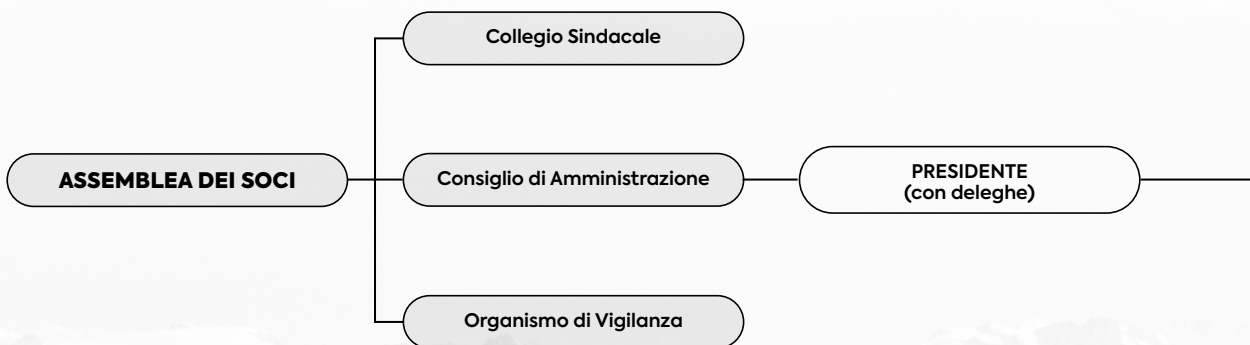 Collegio Sindacale
ASSEMBLEA DEI SOCI
Consiglio di Amministrazione
PRESIDENTE
(con deleghe)
Organismo di Vigilanza